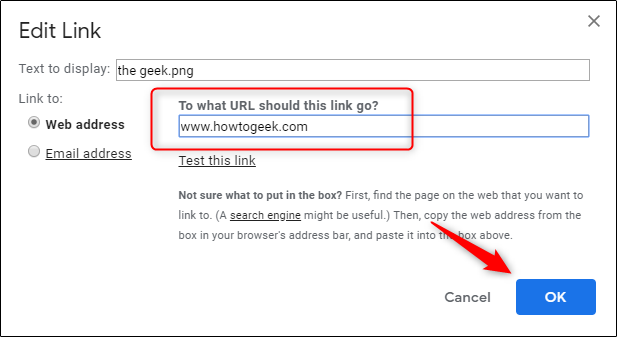 Edit Link
Text to display: the geek.png
Link to:
Web address
Email address
To what URL should this link go?
www.howtogeek.com
Test this link
Not sure what to put in the box? First, find the page on the web that you want to
link to. (A search engine might be useful.) Then, copy the web address from the
box in your browser's address bar, and paste it into the box above.
Cancel
OK